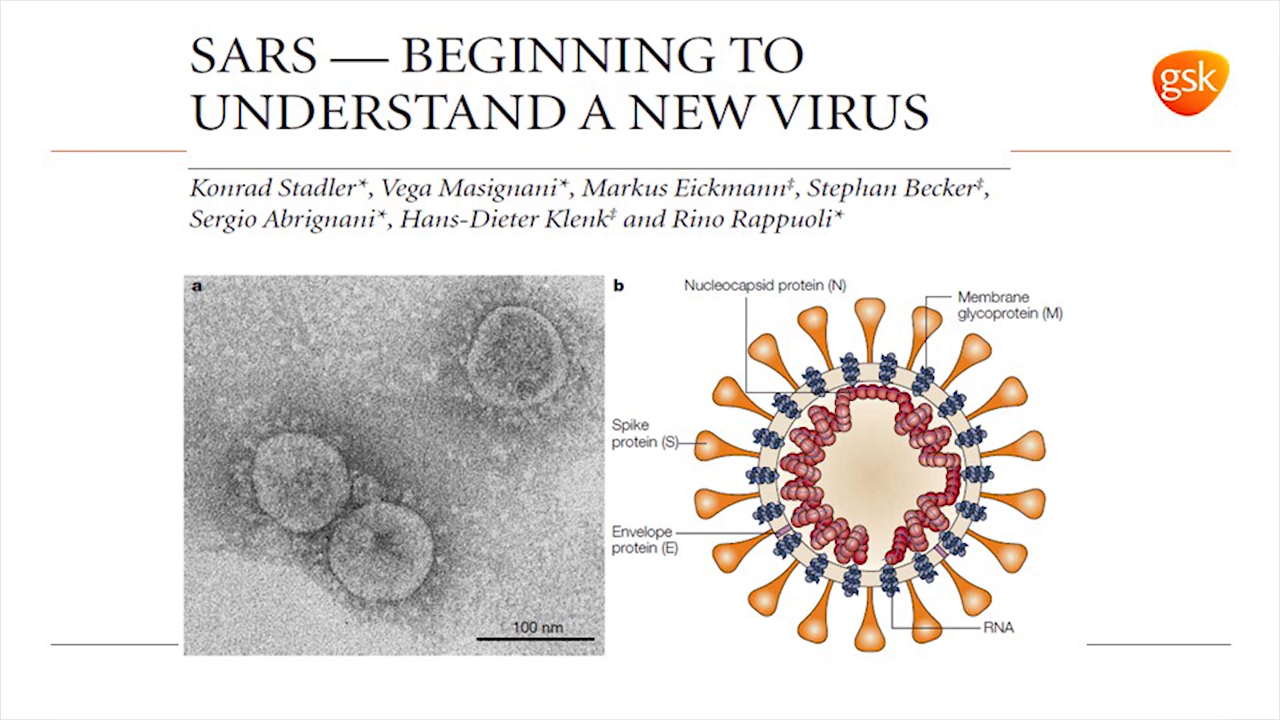 SARS — BEGINNING TO
UNDERSTAND A NEW VIRUS
gsk
Konrad Stadler*, Vega Masignani*, Markus Eickmann‡, Stephan Becker‡,
Sergio Abrignani*, Hans-Dieter Klenk‡ and Rino Rappuoli*
a
100 nm
b
Nucleocapsid protein (N)
Membrane
glycoprotein (M)
Spike
protein (S)
Envelope
protein (E)
RNA